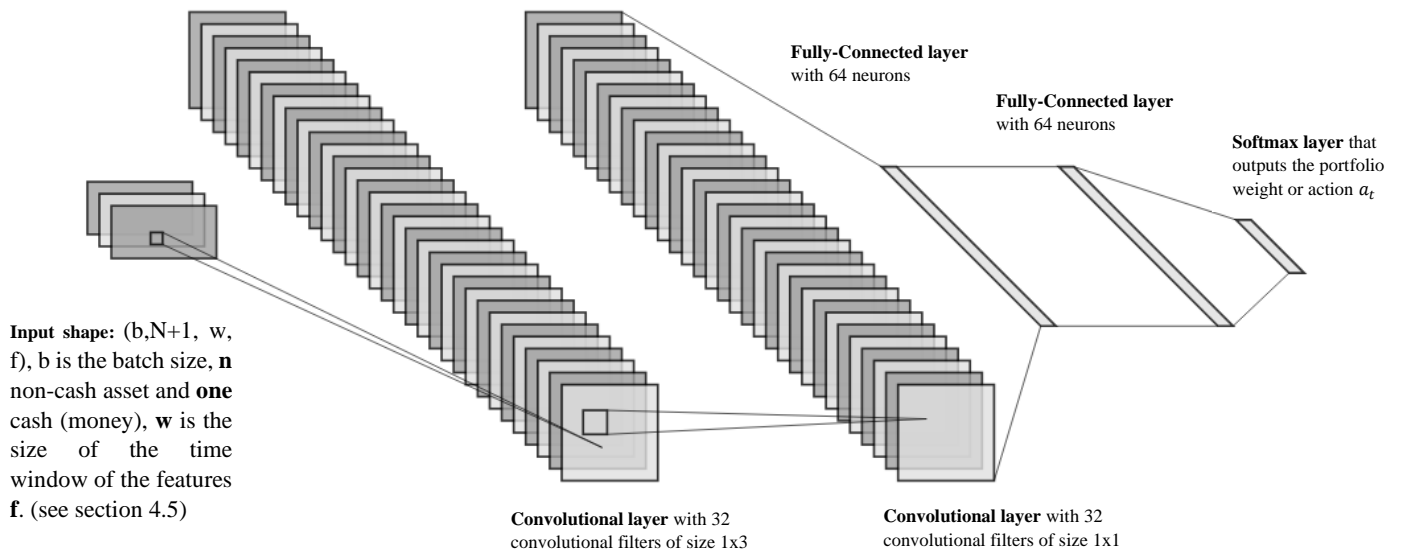 Fully-Connected layer
with 64 neurons
Fully-Connected layer
with 64 neurons
Softmax layer that
outputs the portfolio
weight or action aₜ
Input shape: (b,N+1, w,
f), b is the batch size, n
non-cash asset and one
cash (money), w is the
size of the time
window of the features
f. (see section 4.5)
Convolutional layer with 32
convolutional filters of size 1x3
Convolutional layer with 32
convolutional filters of size 1x1